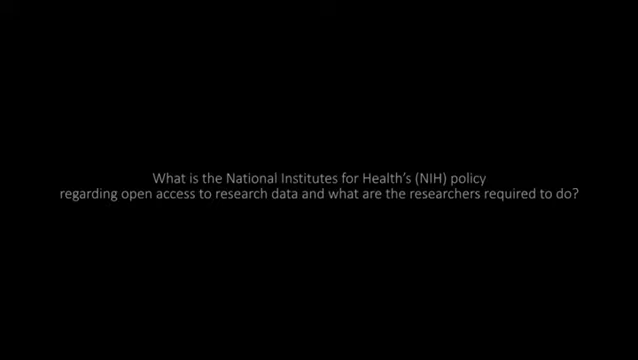 What is the National Institutes for Health's (NIH) policy
regarding open access to research data and what are the researchers required to do?